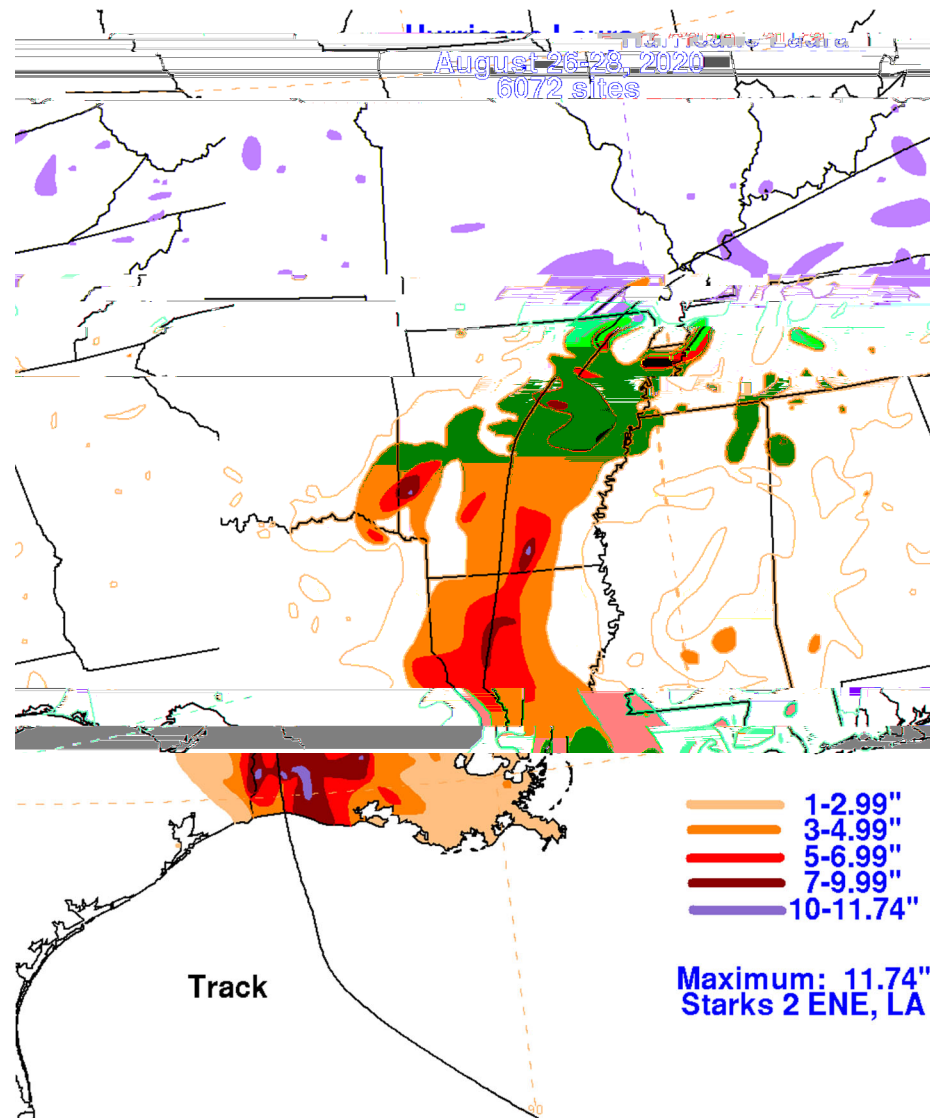 August 26-28, 2020
6072 sites
1-2.99"
3-4.99"
5-6.99"
7-9.99"
10-11.74"
Maximum: 11.74"
Starks 2 ENE, LA
Track
90